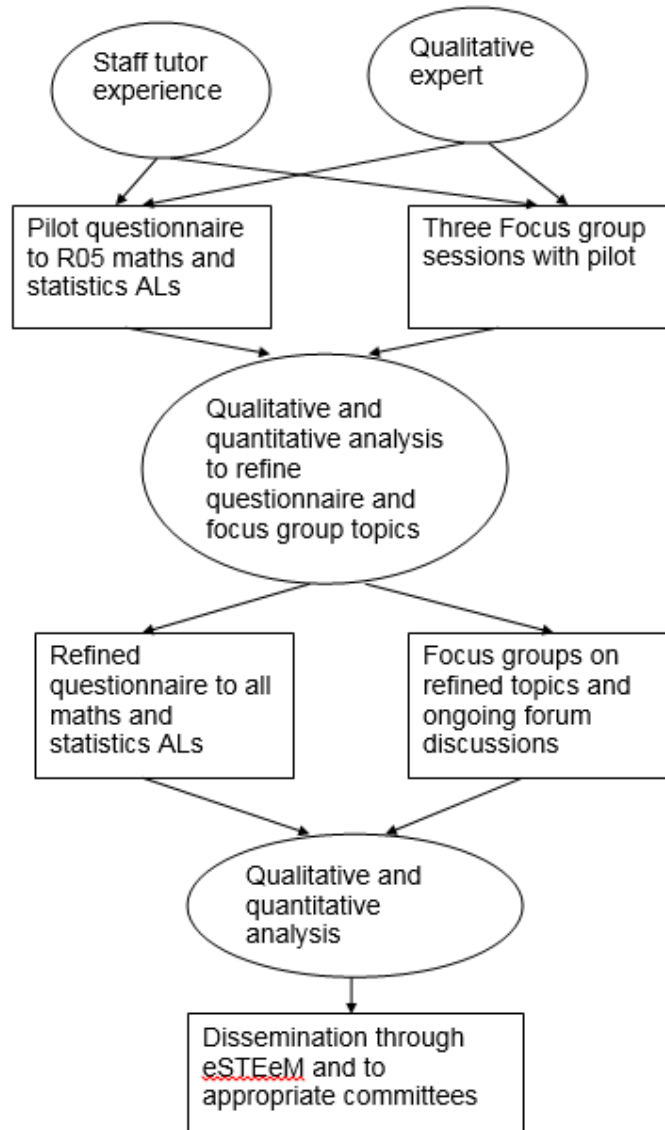 Staff tutor
experience
Qualitative
expert
Pilot questionnaire
to R05 maths and
statistics ALs
Three Focus group
sessions with pilot
Qualitative and
quantitative analysis
to refine
questionnaire and
focus group topics
Refined
questionnaire to all
maths and
statistics ALs
Focus groups on
refined topics and
ongoing forum
discussions
Qualitative and
quantitative
analysis
Dissemination through
eSTEeM and to
appropriate committees